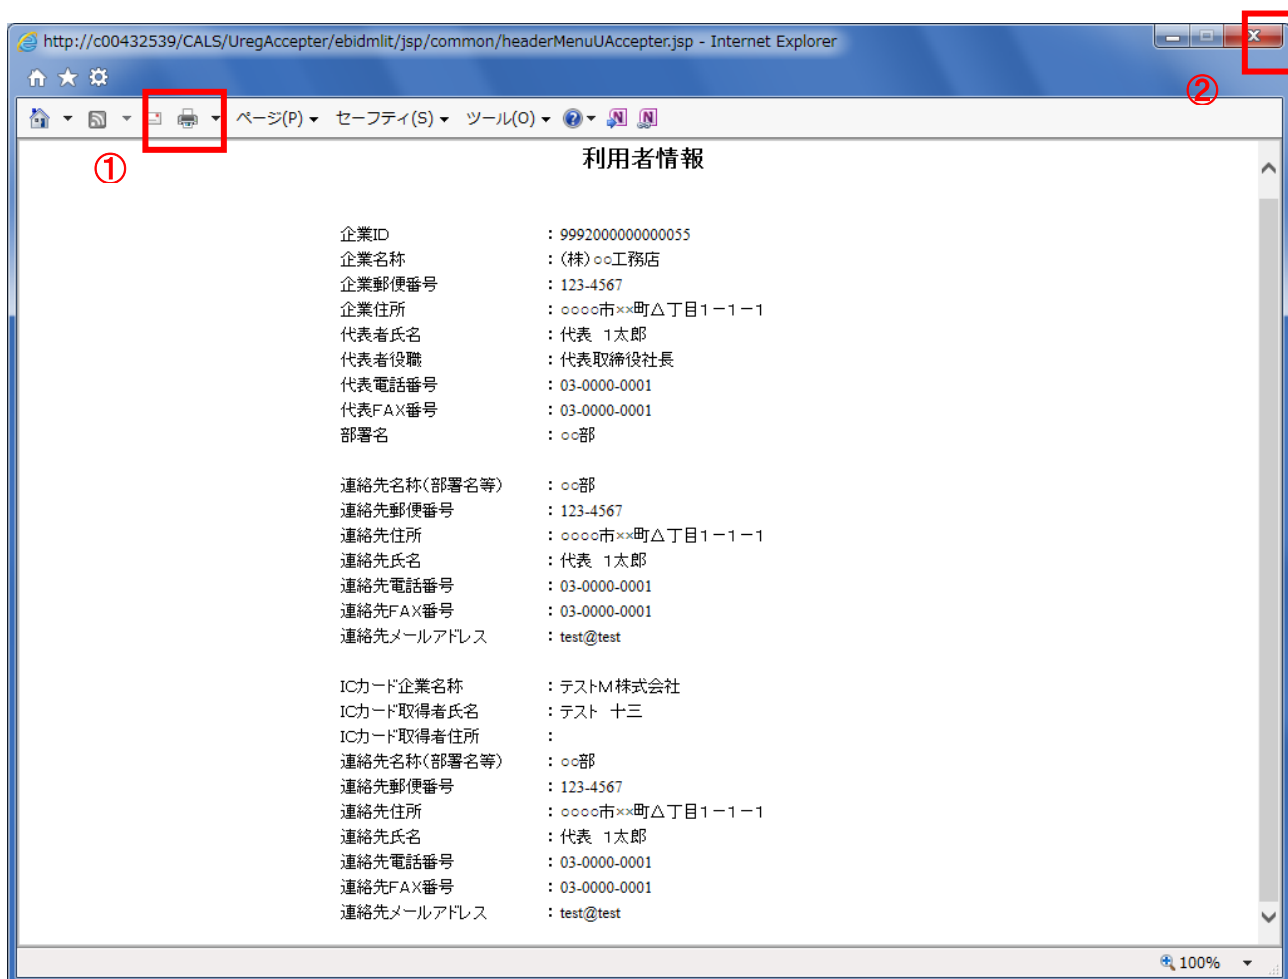 http://c00432539/CALS/UregAccepter/ebidmlit/jsp/common/headerMenuUAccepter.jsp - Internet Explorer
②
ページ(P) セーフティ(S) ツール(O)
①
利用者情報
企業ID : 9992000000000055
企業名称 : (株)○○工務店
企業郵便番号 : 123-4567
企業住所 : ○○○○市××町△丁目1-1-1
代表者氏名 : 代表 1太郎
代表者役職 : 代表取締役社長
代表電話番号 : 03-0000-0001
代表FAX番号 : 03-0000-0001
部署名 : ○○部
連絡先名称(部署名等) : ○○部
連絡先郵便番号 : 123-4567
連絡先住所 : ○○○○市××町△丁目1-1-1
連絡先氏名 : 代表 1太郎
連絡先電話番号 : 03-0000-0001
連絡先FAX番号 : 03-0000-0001
連絡先メールアドレス : test@test
ICカード企業名称 : テストM株式会社
ICカード取得者氏名 : テスト 十三
ICカード取得者住所 :
連絡先名称(部署名等) : ○○部
連絡先郵便番号 : 123-4567
連絡先住所 : ○○○○市××町△丁目1-1-1
連絡先氏名 : 代表 1太郎
連絡先電話番号 : 03-0000-0001
連絡先FAX番号 : 03-0000-0001
連絡先メールアドレス : test@test
100%